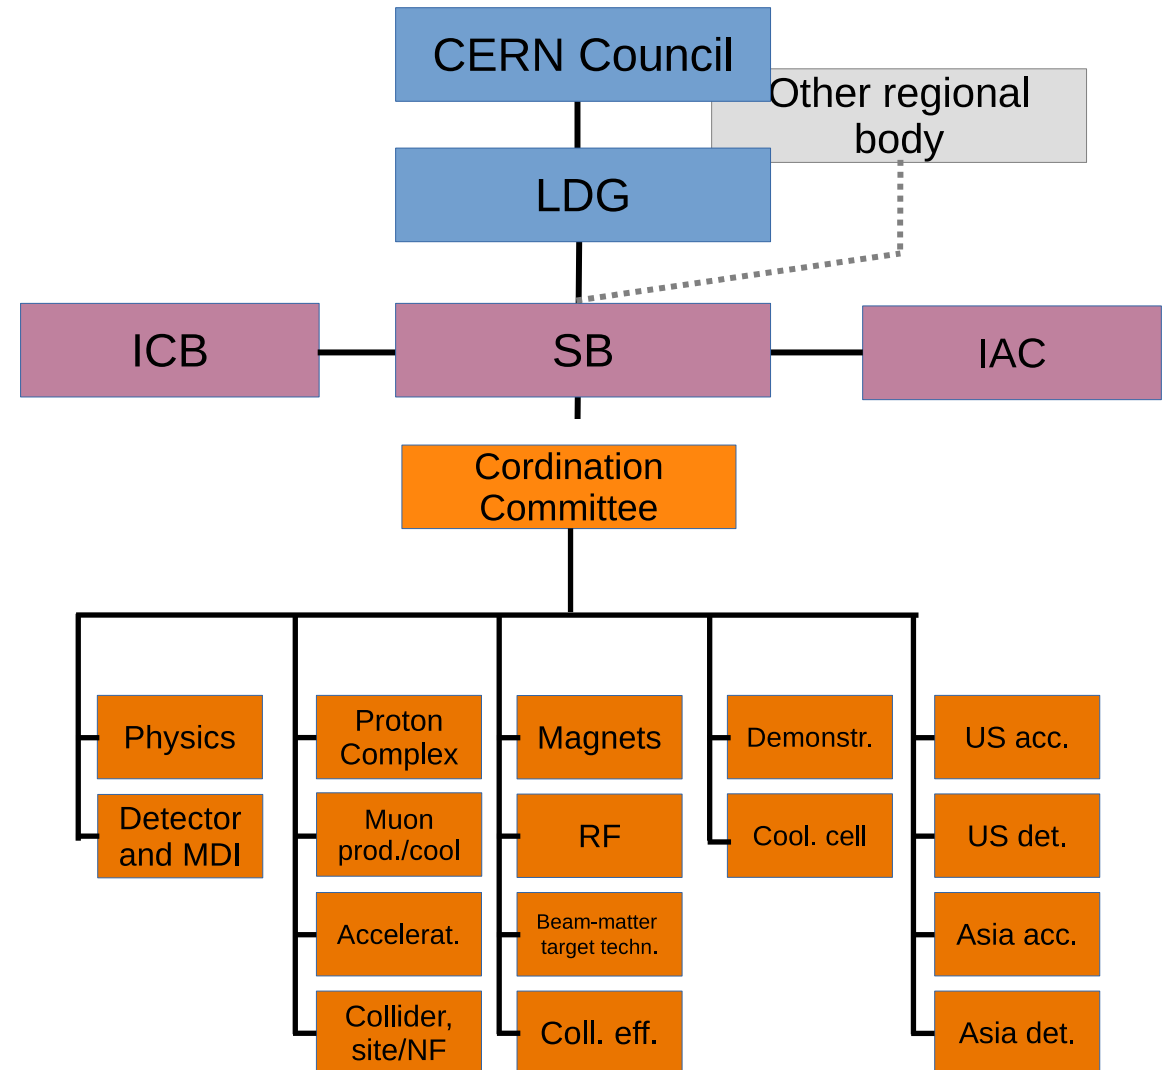 CERN Council
Other regional
body
LDG
ICB
SB
IAC
Cordination
Committee
Physics
Detector
and MDI
Proton
Complex
Muon
prod./cool
Accelerat.
Collider,
site/NF
Magnets
RF
Beam-matter
target techn.
Coll. eff.
Demonstr.
Cool. cell
US acc.
US det.
Asia acc.
Asia det.